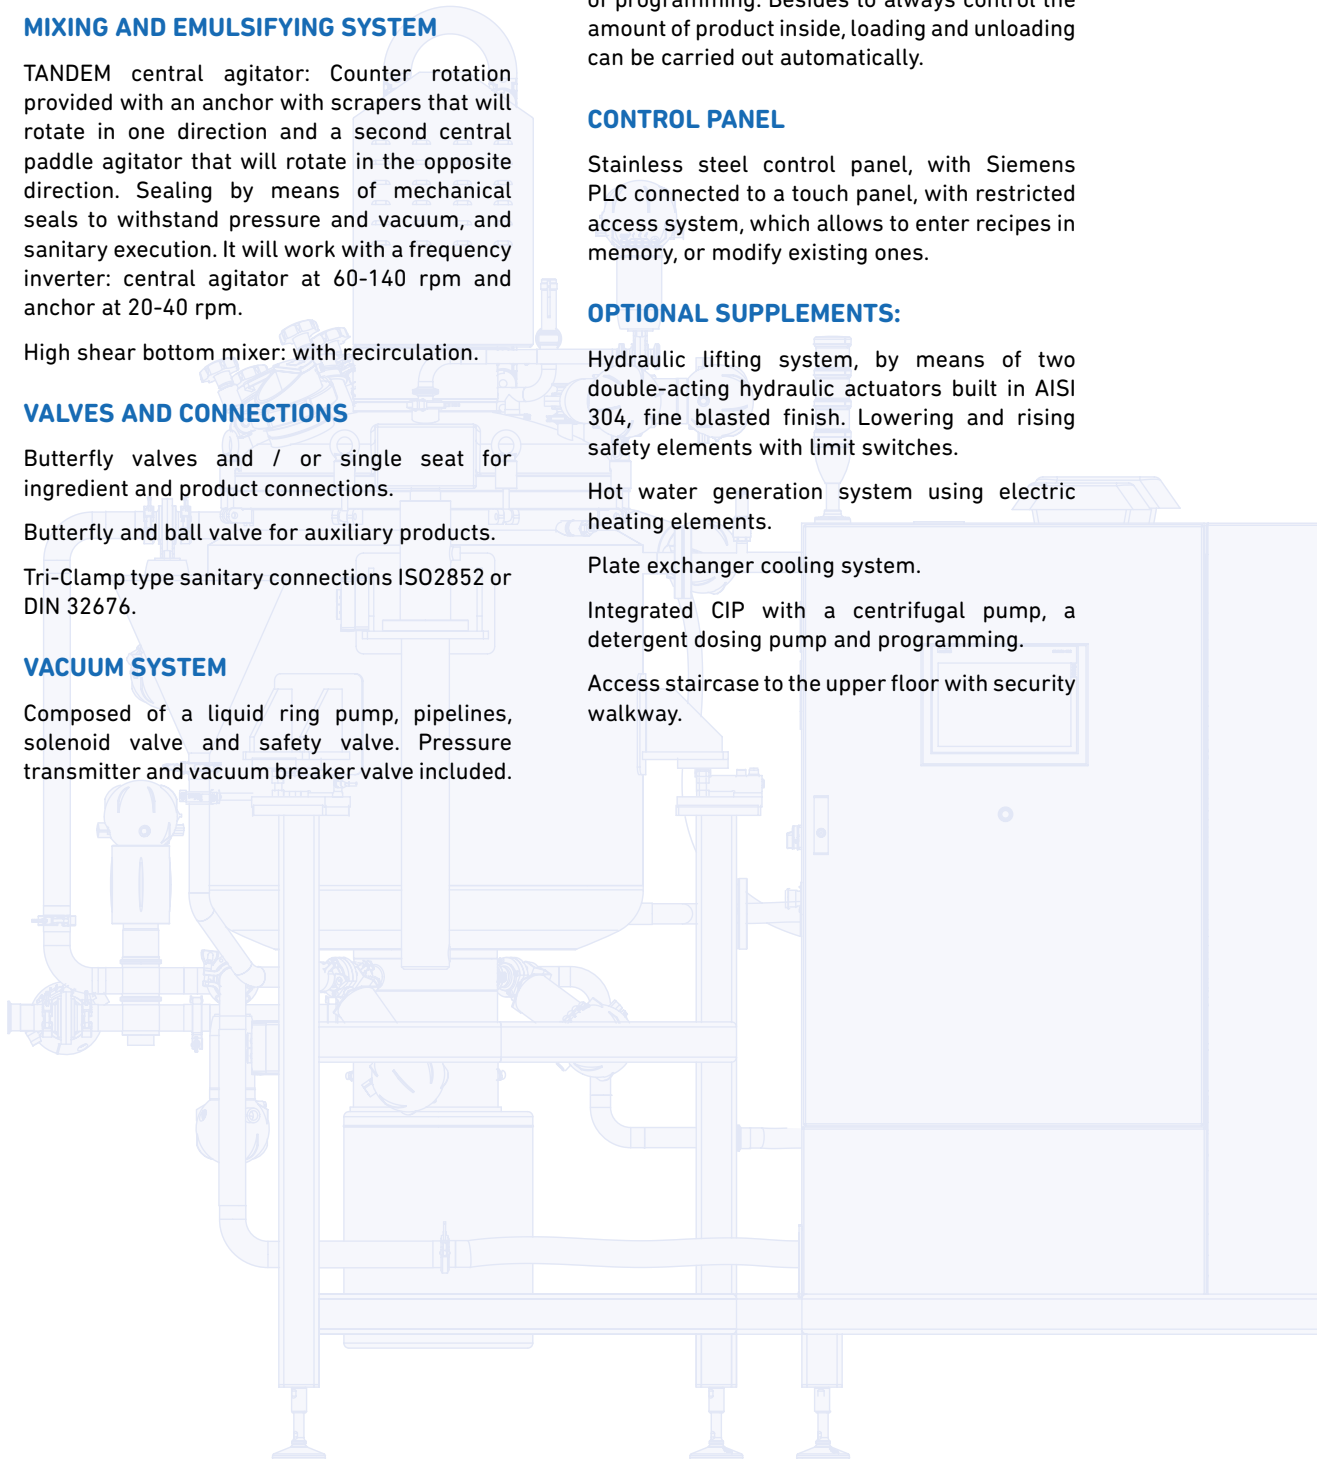 MIXING AND EMULSIFYING SYSTEM
TANDEM central agitator: Counter rotation
provided with an anchor with scrapers that will
rotate in one direction and a second central
paddle agitator that will rotate in the opposite
direction. Sealing by means of mechanical
seals to withstand pressure and vacuum, and
sanitary execution. It will work with a frequency
inverter: central agitator at 60-140 rpm and
anchor at 20-40 rpm.
High shear bottom mixer: with recirculation.
VALVES AND CONNECTIONS
Butterfly valves and / or single seat for
ingredient and product connections.
Butterfly and ball valve for auxiliary products.
Tri-Clamp type sanitary connections ISO2852 or
DIN 32676.
VACUUM SYSTEM
Composed of a liquid ring pump, pipelines,
solenoid valve and safety valve. Pressure
transmitter and vacuum breaker valve included.
of programming. Besides to always control the
amount of product inside, loading and unloading
can be carried out automatically.
CONTROL PANEL
Stainless steel control panel, with Siemens
PLC connected to a touch panel, with restricted
access system, which allows to enter recipes in
memory, or modify existing ones.
OPTIONAL SUPPLEMENTS:
Hydraulic lifting system, by means of two
double-acting hydraulic actuators built in AISI
304, fine blasted finish. Lowering and rising
safety elements with limit switches.
Hot water generation system using electric
heating elements.
Plate exchanger cooling system.
Integrated CIP with a centrifugal pump, a
detergent dosing pump and programming.
Access staircase to the upper floor with security
walkway.